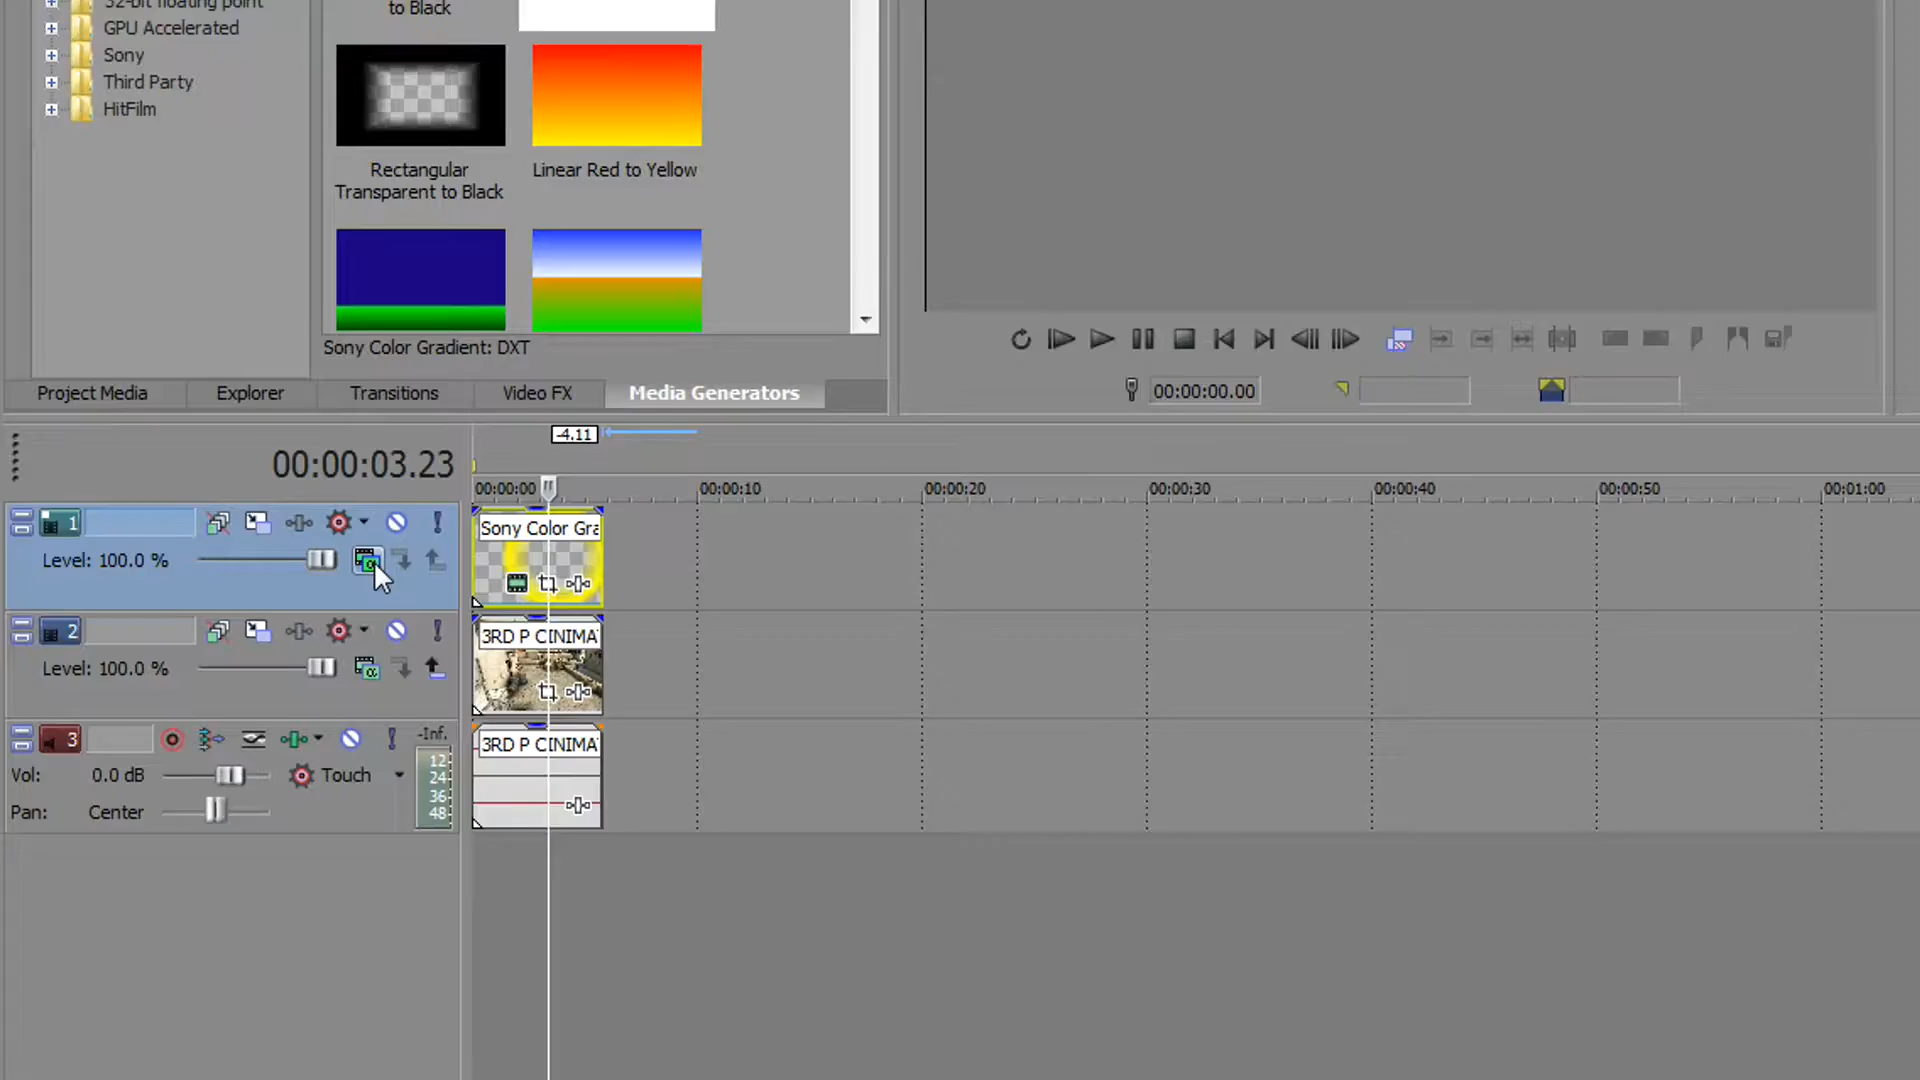 32-bit floating point
GPU Accelerated
Sony
Third Party
HitFilm
to Black
Rectangular
Transparent to Black
Linear Red to Yellow
Sony Color Gradient: DXT
Project Media
Explorer
Transitions
Video FX
Media Generators
00:00:00.00
-4.11
00:00:03.23
00:00:00
00:00:10
00:00:20
00:00:30
00:00:40
00:00:50
00:01:00
1
Level: 100.0 %
Sony Color Gra
2
Level: 100.0 %
3RD P CINIMA
3
-Inf.
Vol: 0.0 dB
Touch
12
24
36
48
Pan: Center
3RD P CINIMA